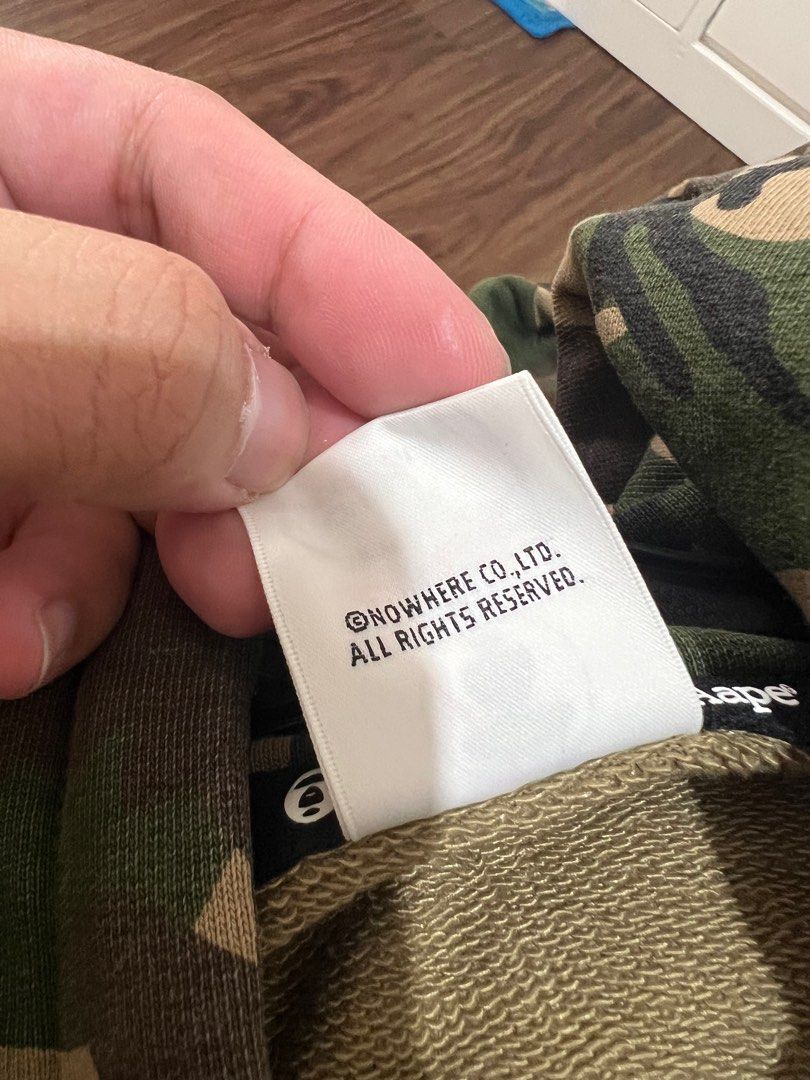 ©NOWHERE CO.,LTD.
ALL RIGHTS RESERVED.
Aape®